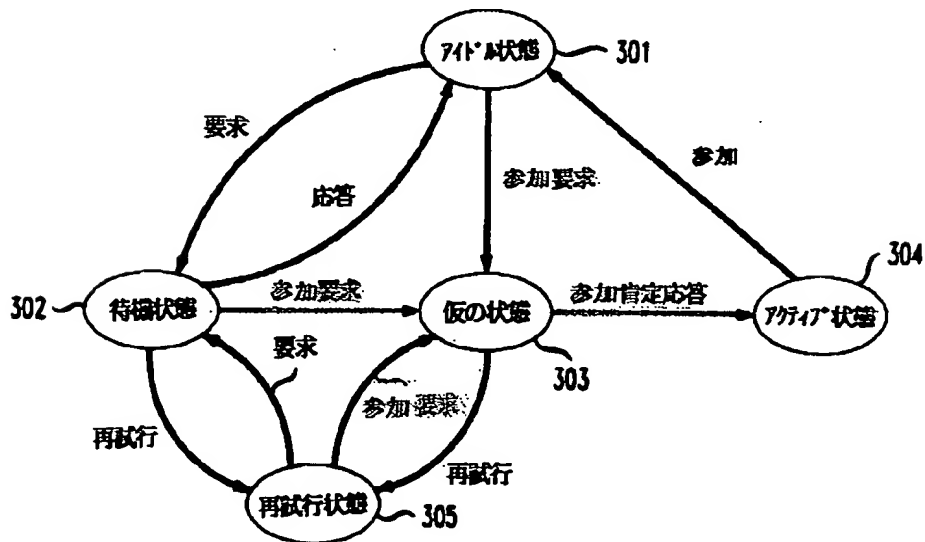 アイドル状態
301
要求
応答
参加要求
参加
304
302
待機状態
参加要求
仮の状態
参加肯定応答
アクティブ状態
要求
303
参加要求
再試行
再試行
再試行状態
305